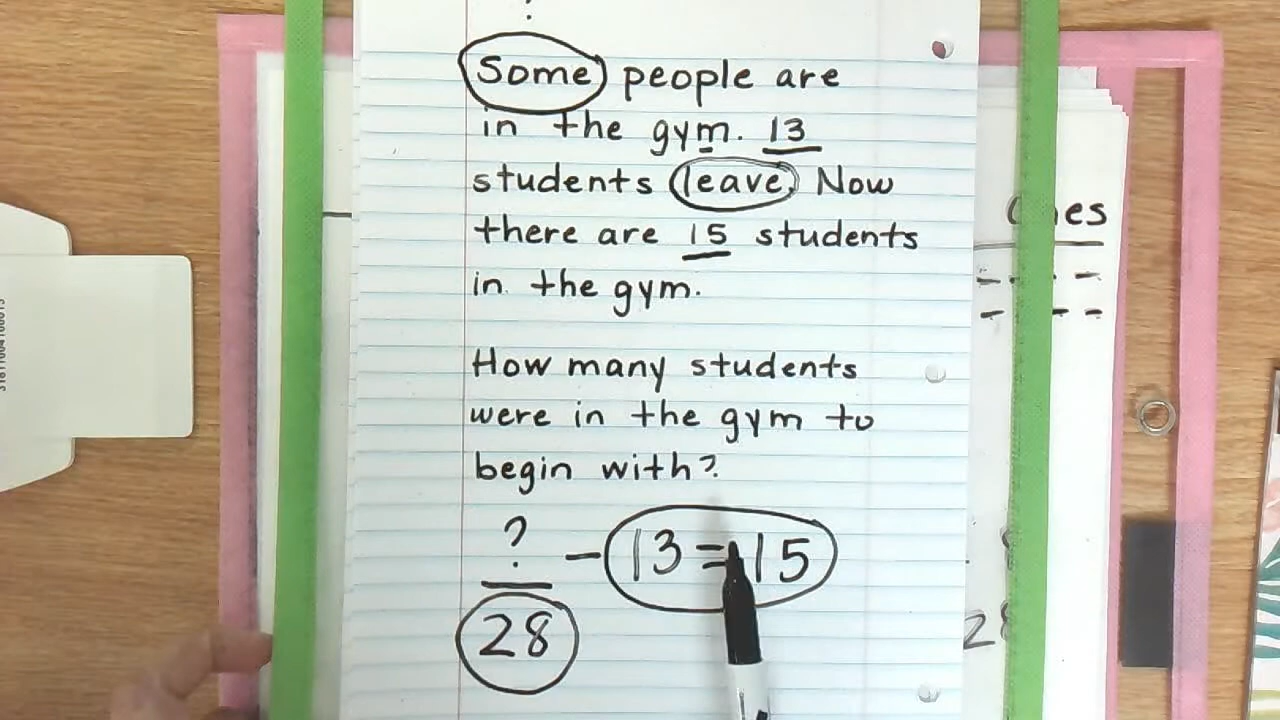 ?
Some people are
in the gym. 13
students leave. Now
there are 15 students
in the gym.
How many students
were in the gym to
begin with?
? - 13 = 15
28